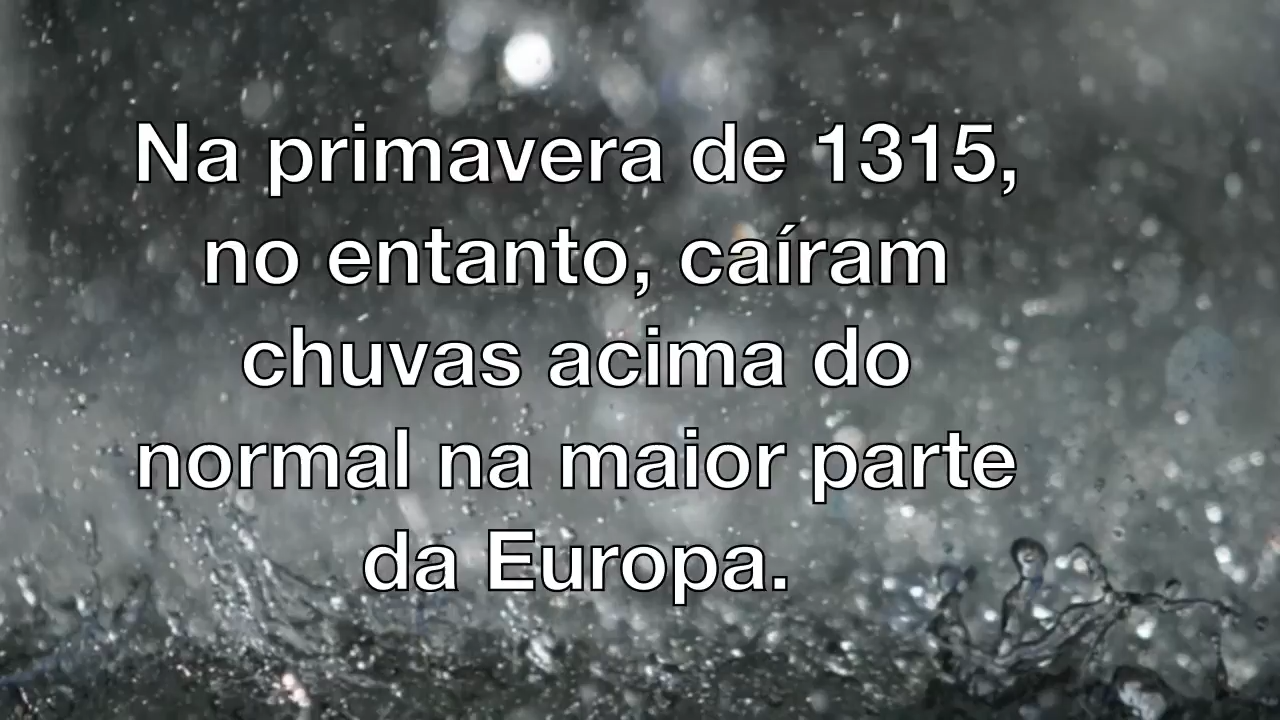 Na primavera de 1315,
no entanto, caíram
chuvas acima do
normal na maior parte
da Europa.